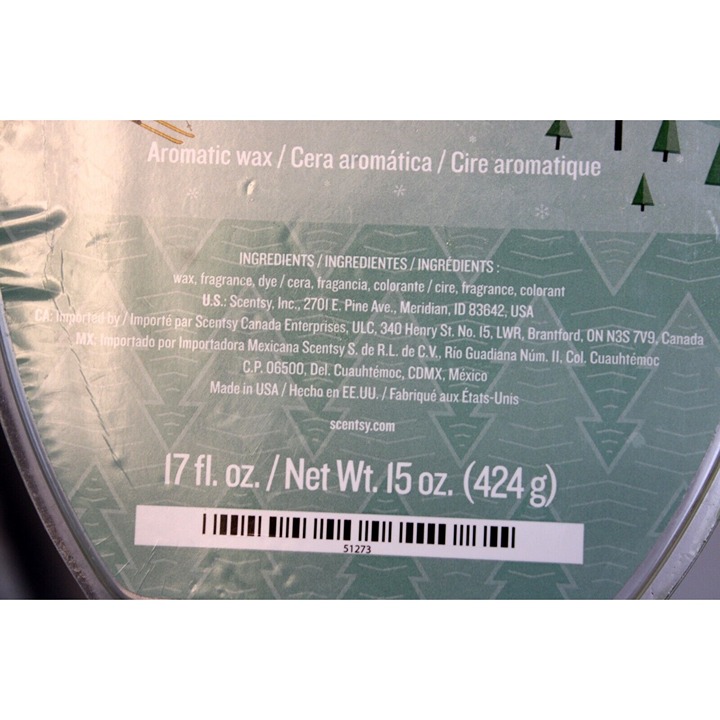 Aromatic wax / Cera aromática / Cire aromatique
INGREDIENTS / INGREDIENTES / INGRÉDIENTS :
wax, fragrance, dye / cera, fragancia, colorante / cire, fragrance, colorant
U.S.: Scentsy, Inc., 2701 E. Pine Ave., Meridian, ID 83642, USA
CA: Imported by / Importé par Scentsy Canada Enterprises, ULC, 340 Henry St. No. 15, LWR, Brantford, ON N3S 7V9, Canada
MX: Importado por Importadora Mexicana Scentsy S. de R.L. de C.V., Río Guadiana Núm. 11, Col. Cuauhtémoc
C.P. 06500, Del. Cuauhtémoc, CDMX, México
Made in USA / Hecho en EE.UU. / Fabriqué aux États-Unis
scentsy.com
17 fl. oz. / Net Wt. 15 oz. (424 g)
51273